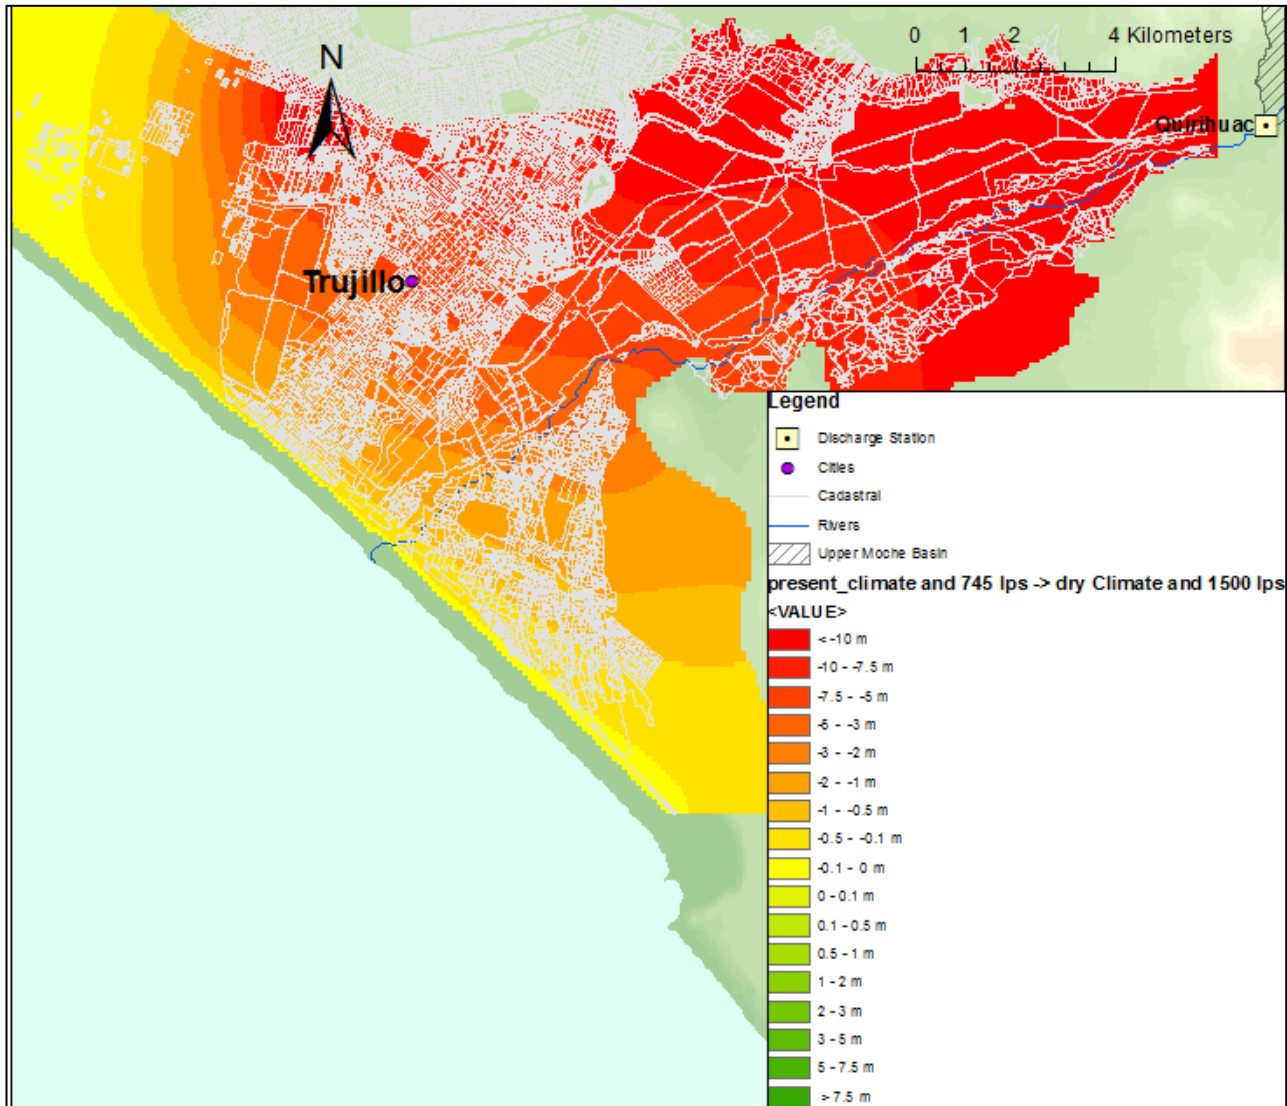 0 1 2 4 Kilometers
N
Quirihuac
Trujillo
Legend
Discharge Station
Cities
Cadastral
Rivers
Upper Moche Basin
present_climate and 745 lps -> dry Climate and 1500 lps
<VALUE>
< -10 m
-10 - -7.5 m
-7.5 - -5 m
-5 - -3 m
-3 - -2 m
-2 - -1 m
-1 - -0.5 m
-0.5 - -0.1 m
-0.1 - 0 m
0 - 0.1 m
0.1 - 0.5 m
0.5 - 1 m
1 - 2 m
2 - 3 m
3 - 5 m
5 - 7.5 m
> 7.5 m